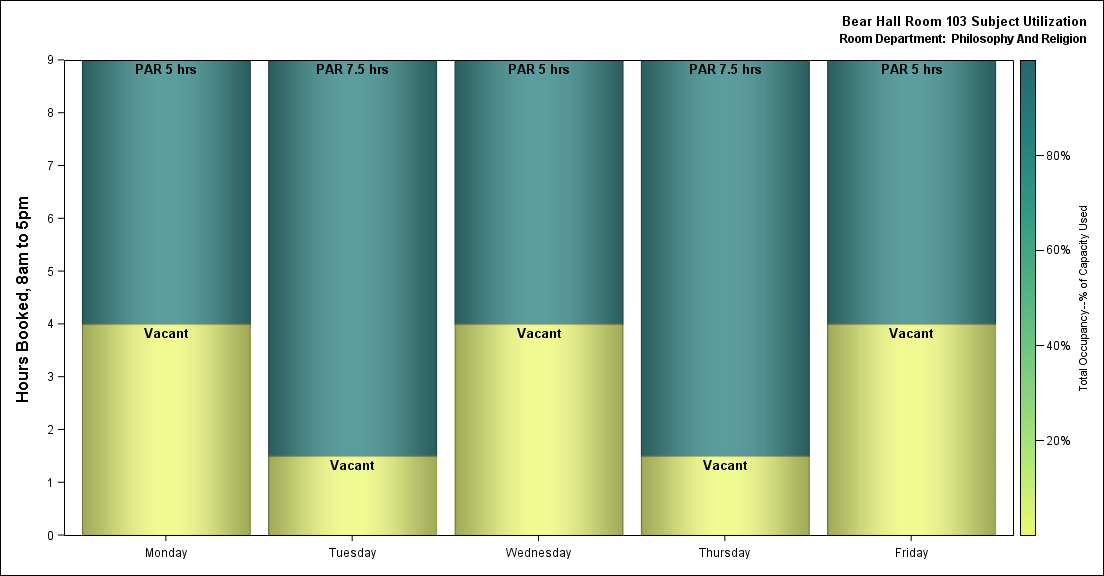 Bear Hall Room 103 Subject Utilization
Room Department: Philosophy And Religion
Hours Booked, 8am to 5pm
9
8
7
6
5
4
3
2
1
0
PAR 5 hrs
PAR 7.5 hrs
PAR 5 hrs
PAR 7.5 hrs
PAR 5 hrs
Vacant
Vacant
Vacant
Vacant
Vacant
Monday
Tuesday
Wednesday
Thursday
Friday
80%
60%
40%
20%
Total Occupancy--% of Capacity Used